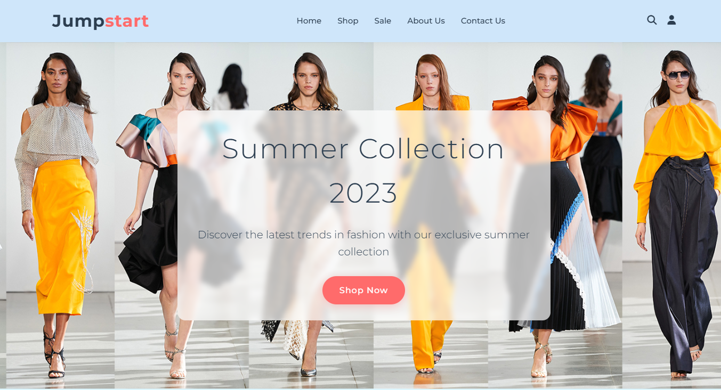 Jumpstart
Home Shop Sale About Us Contact Us
Summer Collection
2023
Discover the latest trends in fashion with our exclusive summer
collection
Shop Now